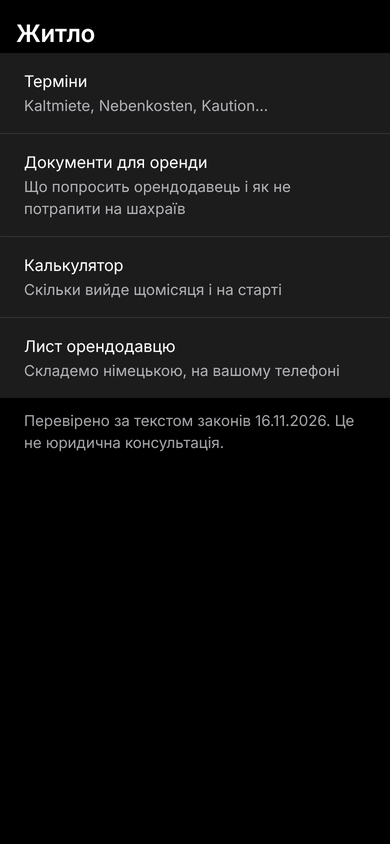 Житло
Терміни
Kaltmiete, Nebenkosten, Kaution...
Документи для оренди
Що попросить орендодавець і як не
потрапити на шахраїв
Калькулятор
Скільки вийде щомісяця і на старті
Лист орендодавцю
Складемо німецькою, на вашому телефоні
Перевірено за текстом законів 16.11.2026. Це
не юридична консультація.